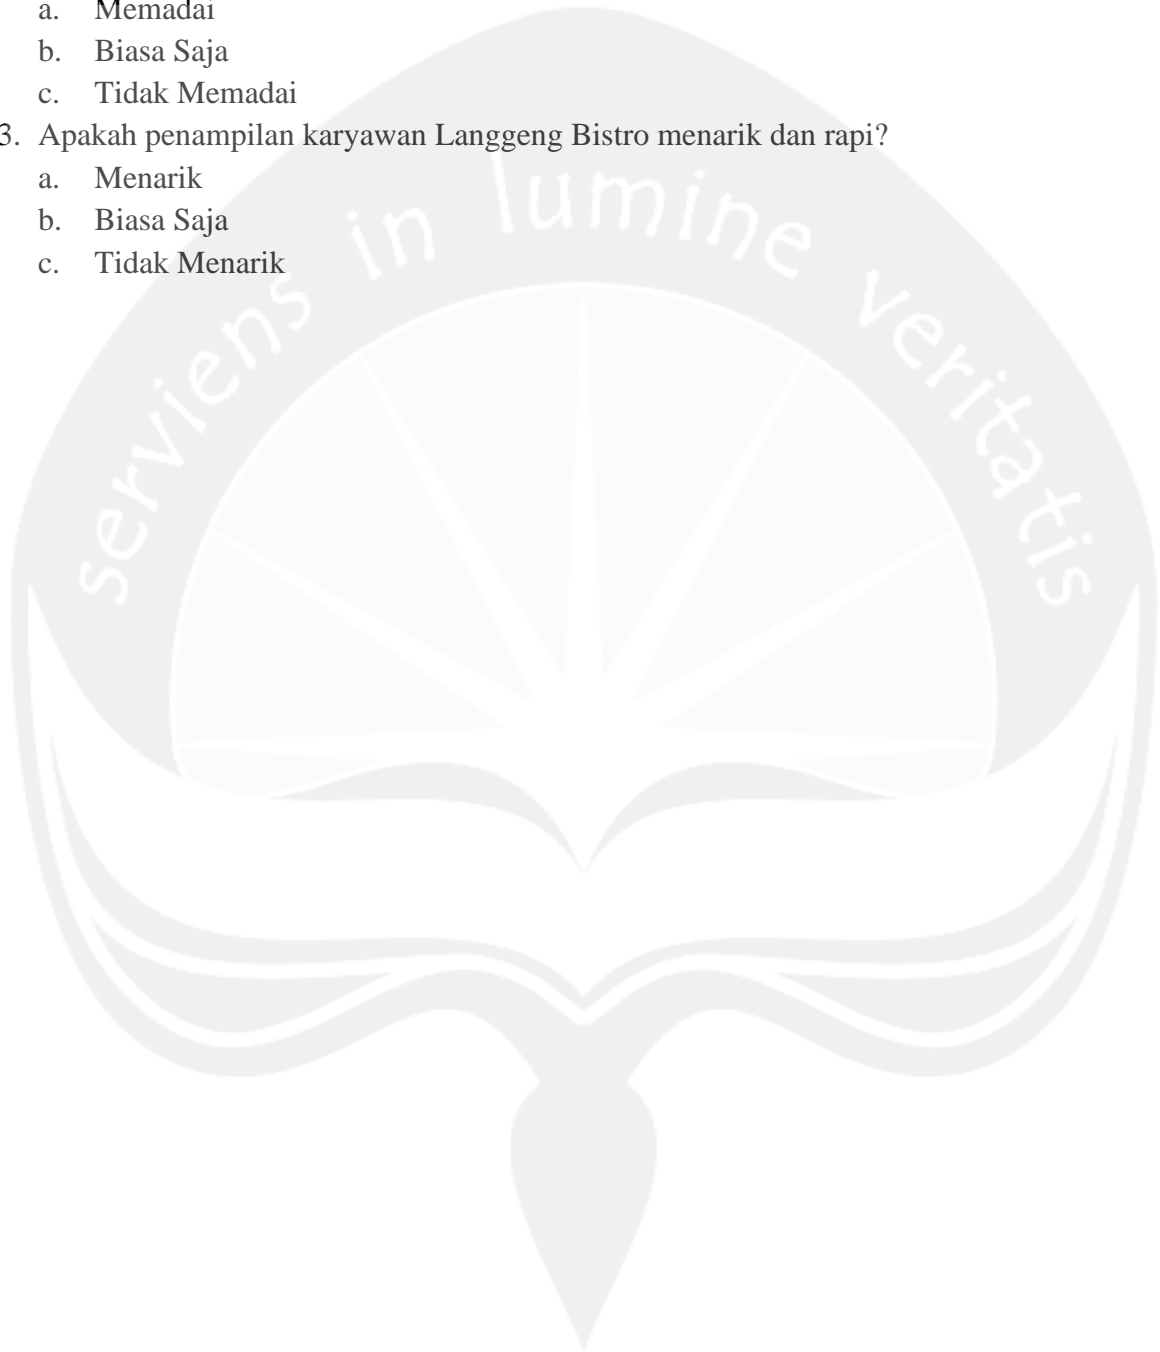 a. Memadai
b. Biasa Saja
c. Tidak Memadai
3. Apakah penampilan karyawan Langgeng Bistro menarik dan rapi?
a. Menarik
b. Biasa Saja
c. Tidak Menarik
serviens in lumine veritatis